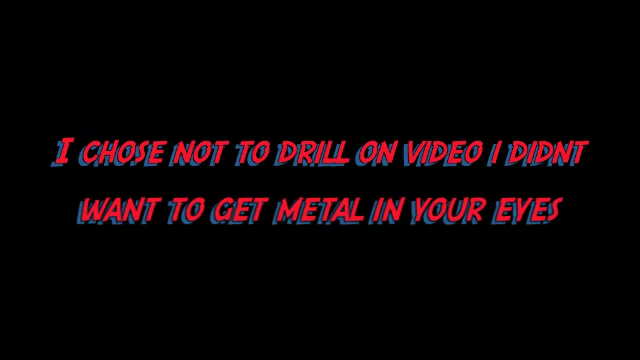 I CHOSE NOT TO DRILL ON VIDEO I DIDNT
WANT TO GET METAL IN YOUR EYES